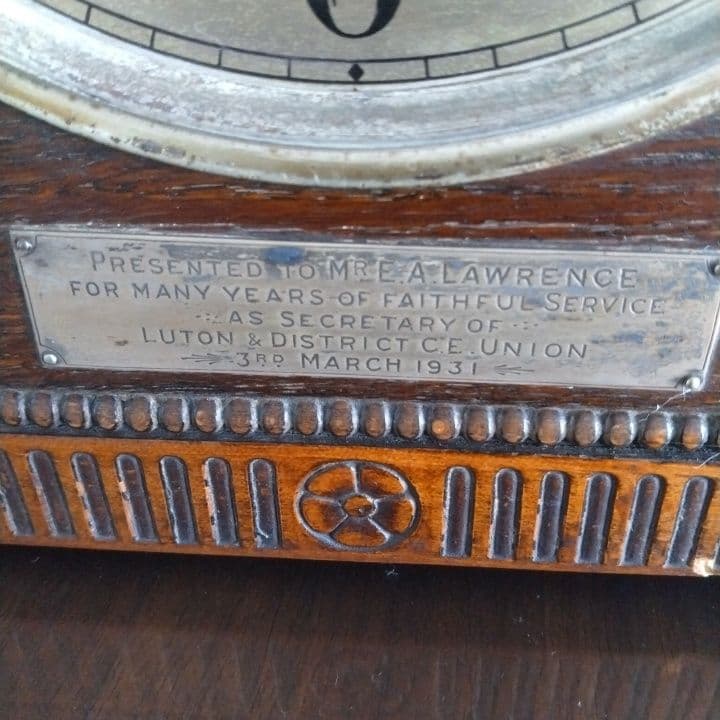 6
PRESENTED TO MR E.A. LAWRENCE
FOR MANY YEARS OF FAITHFUL SERVICE
AS SECRETARY OF
LUTON & DISTRICT C.E. UNION
3RD MARCH 1931